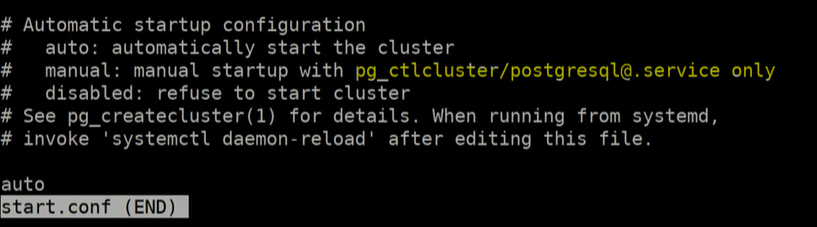 # Automatic startup configuration
#   auto: automatically start the cluster
#   manual: manual startup with pg_ctlcluster/postgresql@.service only
#   disabled: refuse to start cluster
# See pg_createcluster(1) for details. When running from systemd,
# invoke 'systemctl daemon-reload' after editing this file.

auto
start.conf (END)